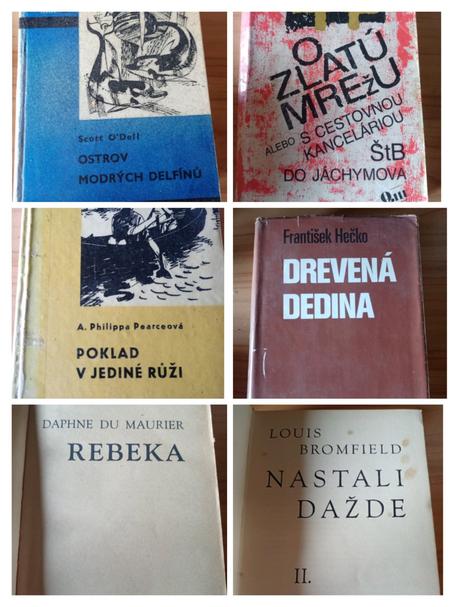 Scott O'Dell
OSTROV
MODRÝCH DELFÍNŮ
O
ZLATÚ
MREŽU
ALEBO S CESTOVNOU
KANCELÁRIOU
ŠtB
DO JÁCHYMOVA
A. Philippa Pearceová
POKLAD
V JEDINÉ RŮŽI
František Hečko
DREVENÁ
DEDINA
DAPHNE DU MAURIER
REBEKA
LOUIS
BROMFIELD
NASTALI
DAŽDE
II.